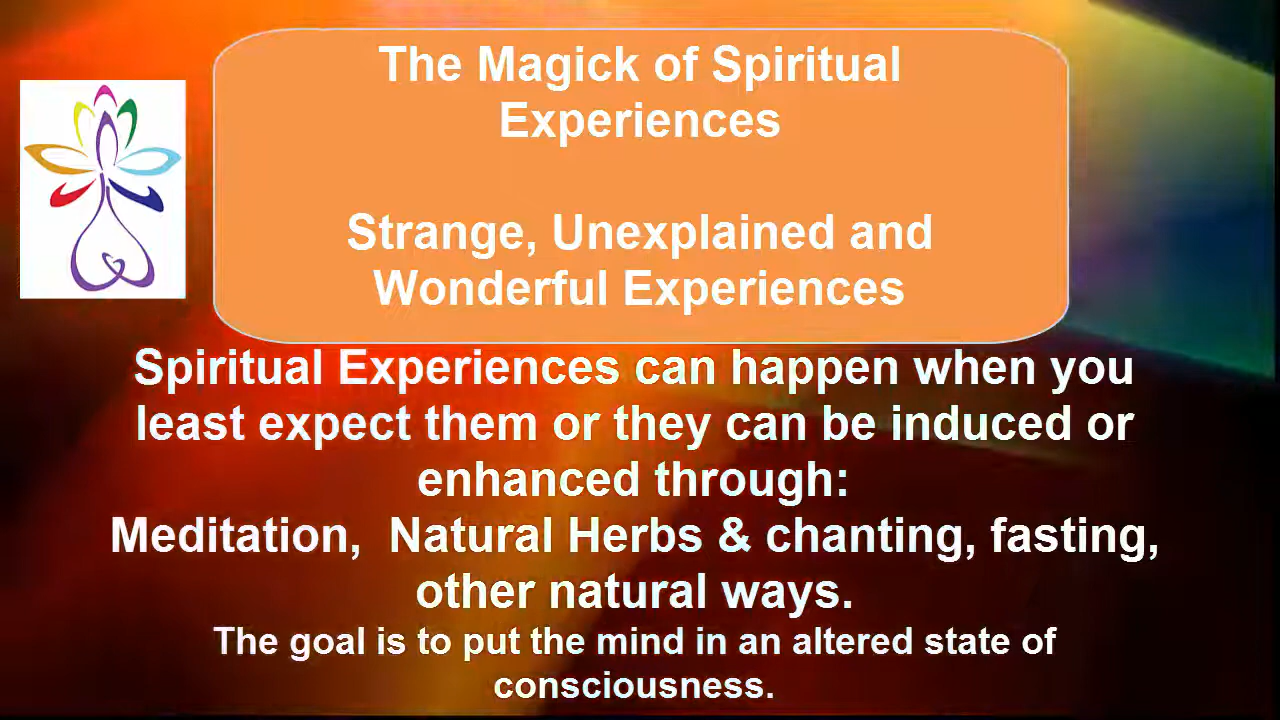 The Magick of Spiritual
Experiences
Strange, Unexplained and
Wonderful Experiences
Spiritual Experiences can happen when you
least expect them or they can be induced or
enhanced through:
Meditation,  Natural Herbs & chanting, fasting,
other natural ways.
The goal is to put the mind in an altered state of
consciousness.